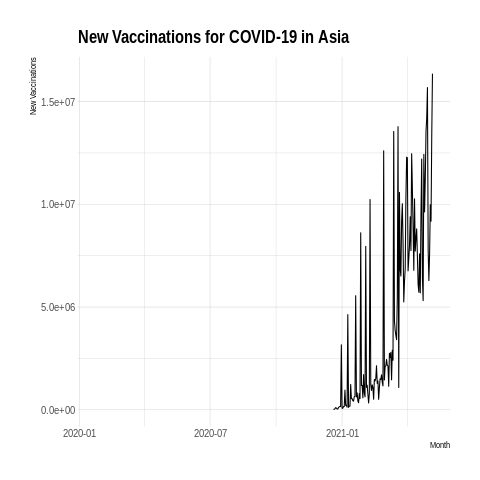 New Vaccinations for COVID-19 in Asia
New Vaccinations
1.5e+07
1.0e+07
5.0e+06
0.0e+00
2020-01
2020-07
2021-01
Month